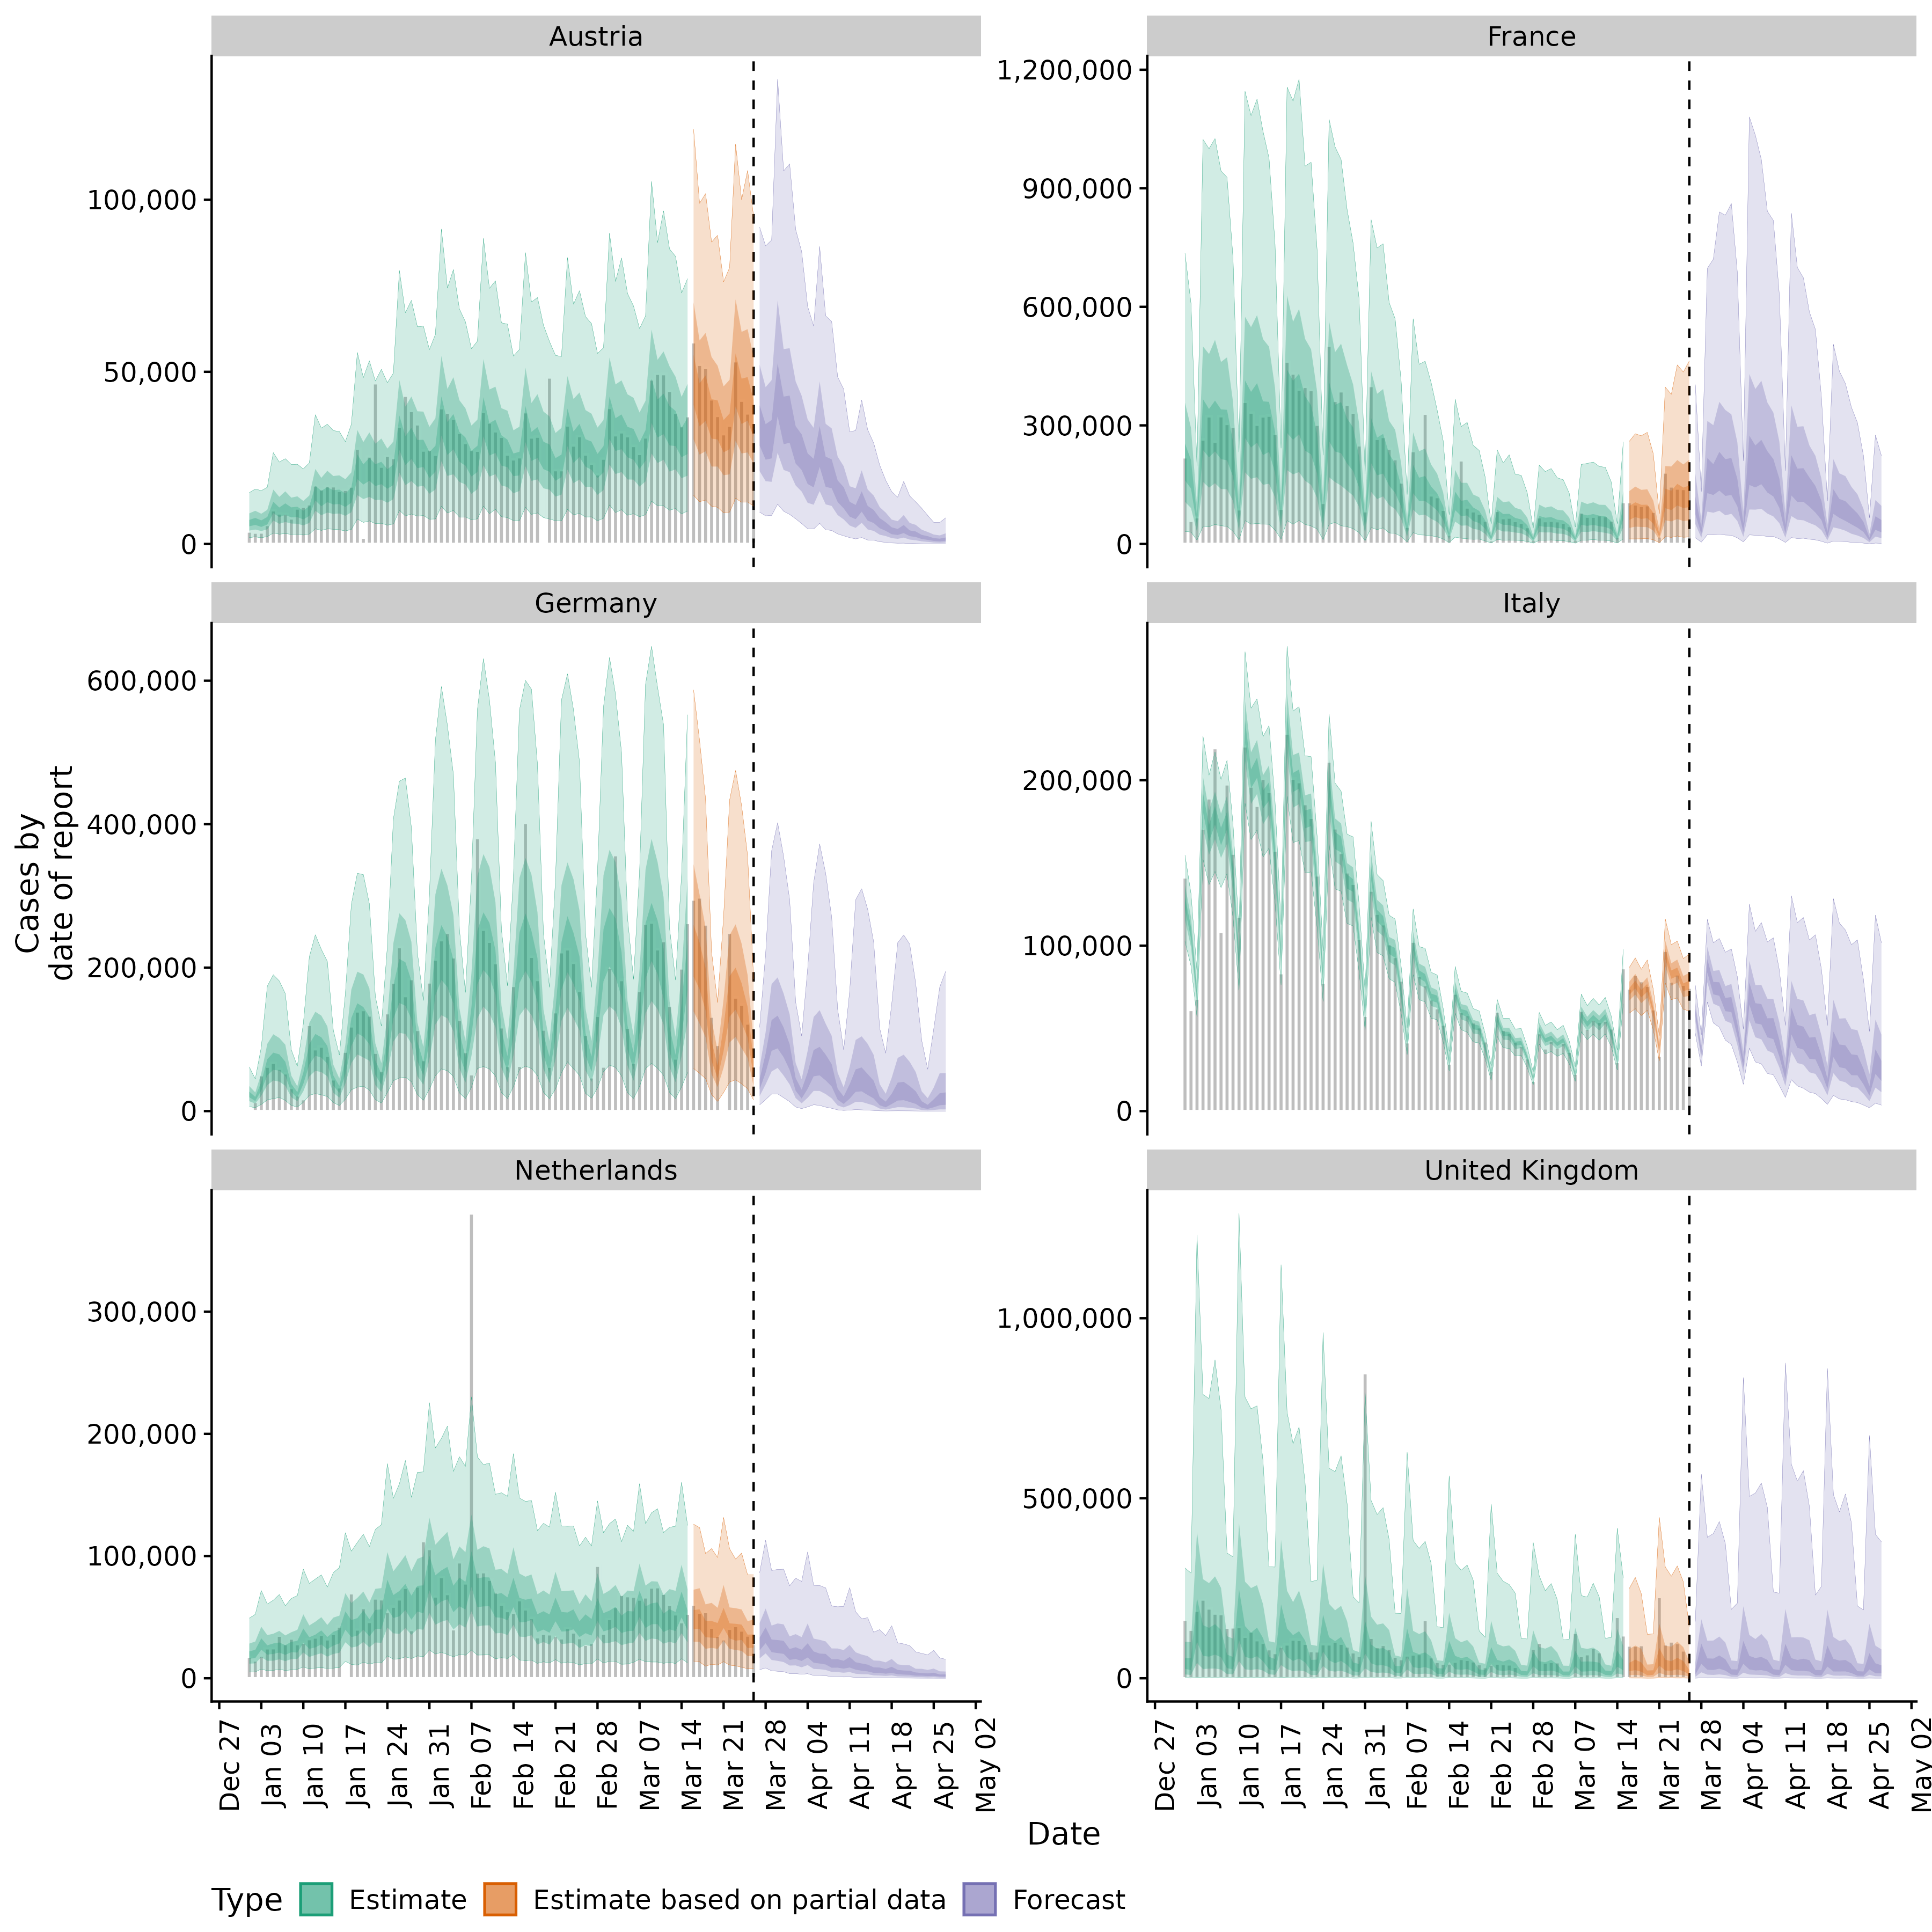 Austria
France
100,000
50,000
0
1,200,000
900,000
600,000
300,000
0
Germany
Italy
600,000
400,000
200,000
0
200,000
100,000
0
Netherlands
United Kingdom
300,000
200,000
100,000
0
1,000,000
500,000
0
Cases by
date of report
Dec 27
Jan 03
Jan 10
Jan 17
Jan 24
Jan 31
Feb 07
Feb 14
Feb 21
Feb 28
Mar 07
Mar 14
Mar 21
Mar 28
Apr 04
Apr 11
Apr 18
Apr 25
May 02
Dec 27
Jan 03
Jan 10
Jan 17
Jan 24
Jan 31
Feb 07
Feb 14
Feb 21
Feb 28
Mar 07
Mar 14
Mar 21
Mar 28
Apr 04
Apr 11
Apr 18
Apr 25
May 02
Date
Type Estimate Estimate based on partial data Forecast